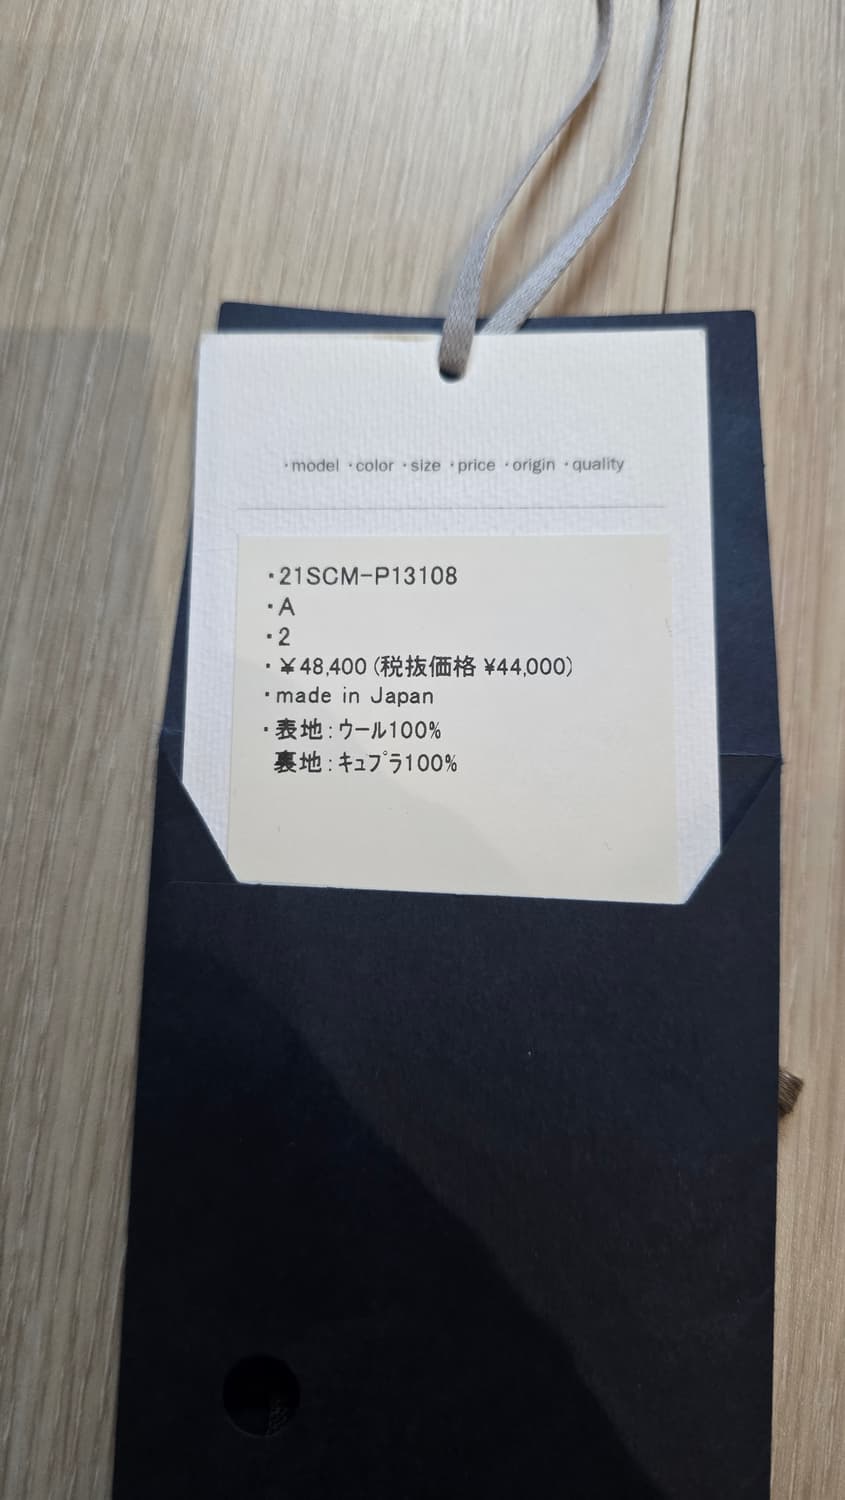 ·model ·color ·size ·price ·origin ·quality
·21SCM-P13108
·A
·2
·¥48,400(税抜価格 ¥44,000)
·made in Japan
·表地:ウール100%
裏地:ｷｭﾌﾟﾗ100%